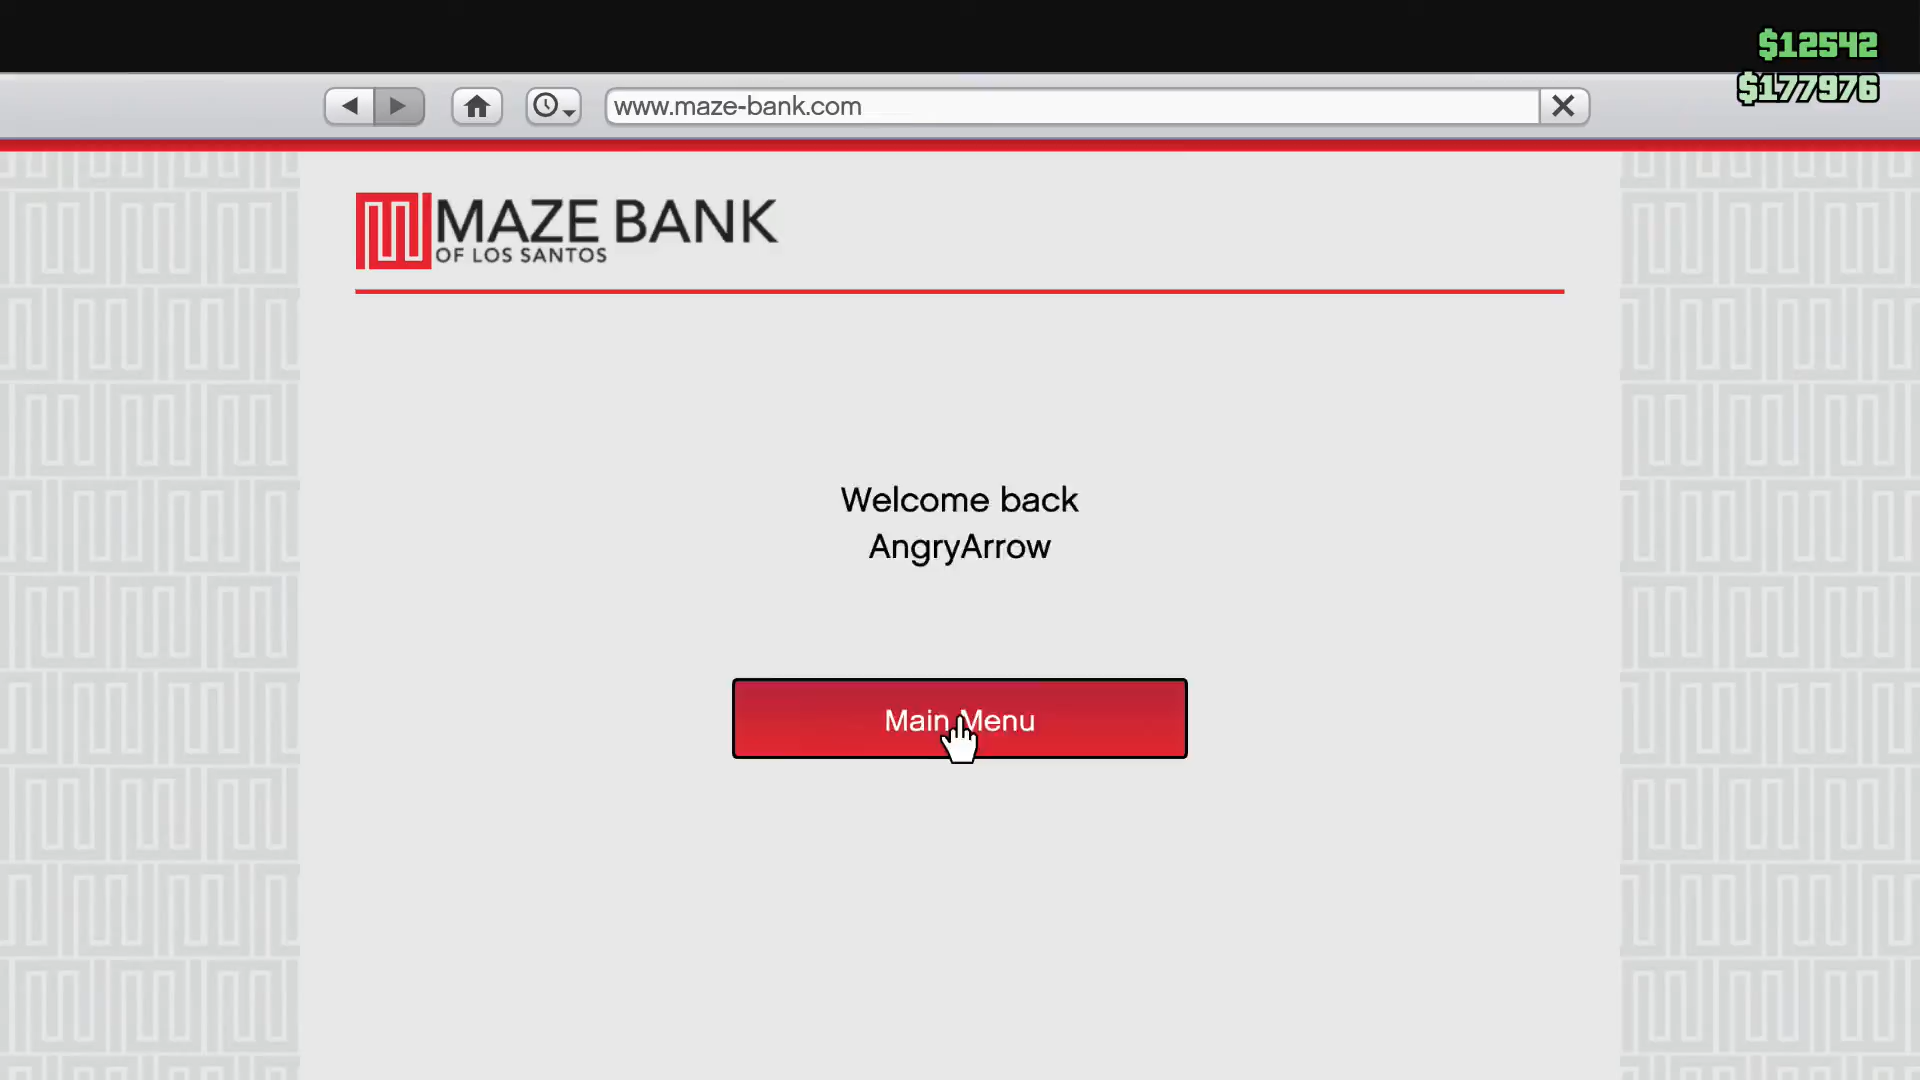 $12542
$177976
www.maze-bank.com
MAZE BANK
OF LOS SANTOS
Welcome back
AngryArrow
Main Menu